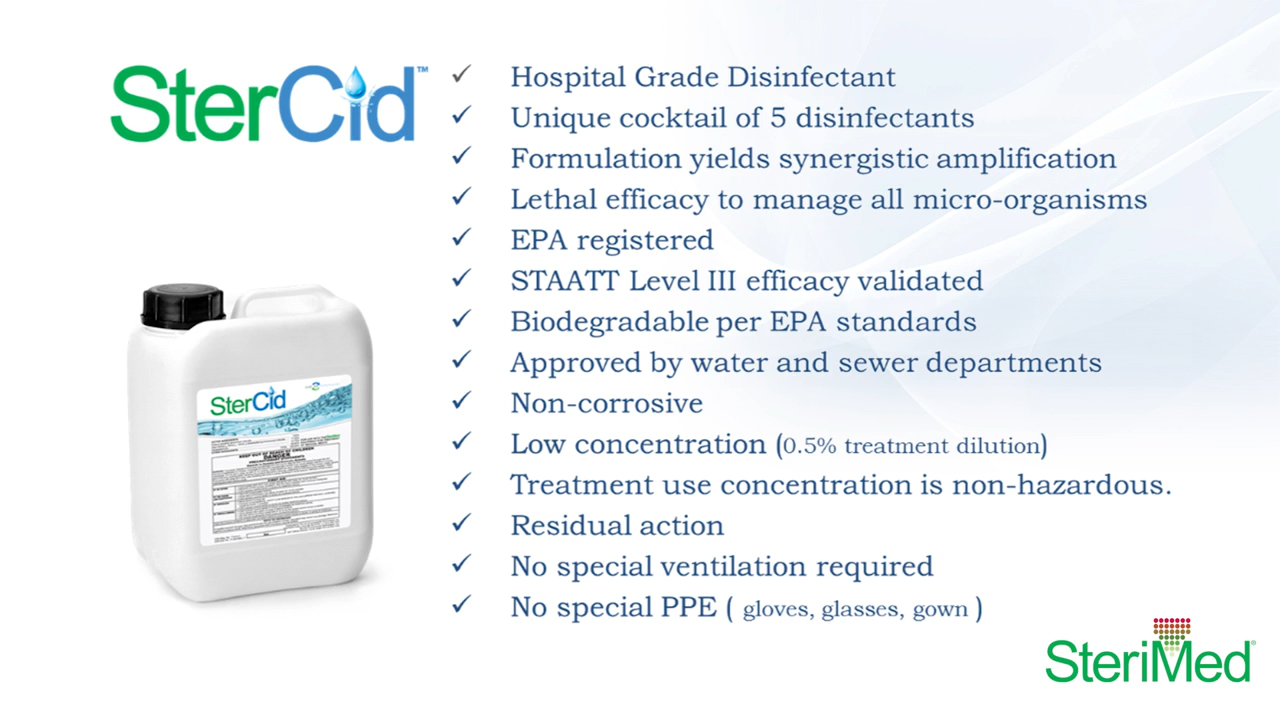 SterCid™
✓ Hospital Grade Disinfectant
✓ Unique cocktail of 5 disinfectants
✓ Formulation yields synergistic amplification
✓ Lethal efficacy to manage all micro-organisms
✓ EPA registered
✓ STAATT Level III efficacy validated
✓ Biodegradable per EPA standards
✓ Approved by water and sewer departments
✓ Non-corrosive
✓ Low concentration (0.5% treatment dilution)
✓ Treatment use concentration is non-hazardous.
✓ Residual action
✓ No special ventilation required
✓ No special PPE ( gloves, glasses, gown )
SterCid
KEEP OUT OF REACH OF CHILDREN
DANGER
FIRST AID
SteriMed®